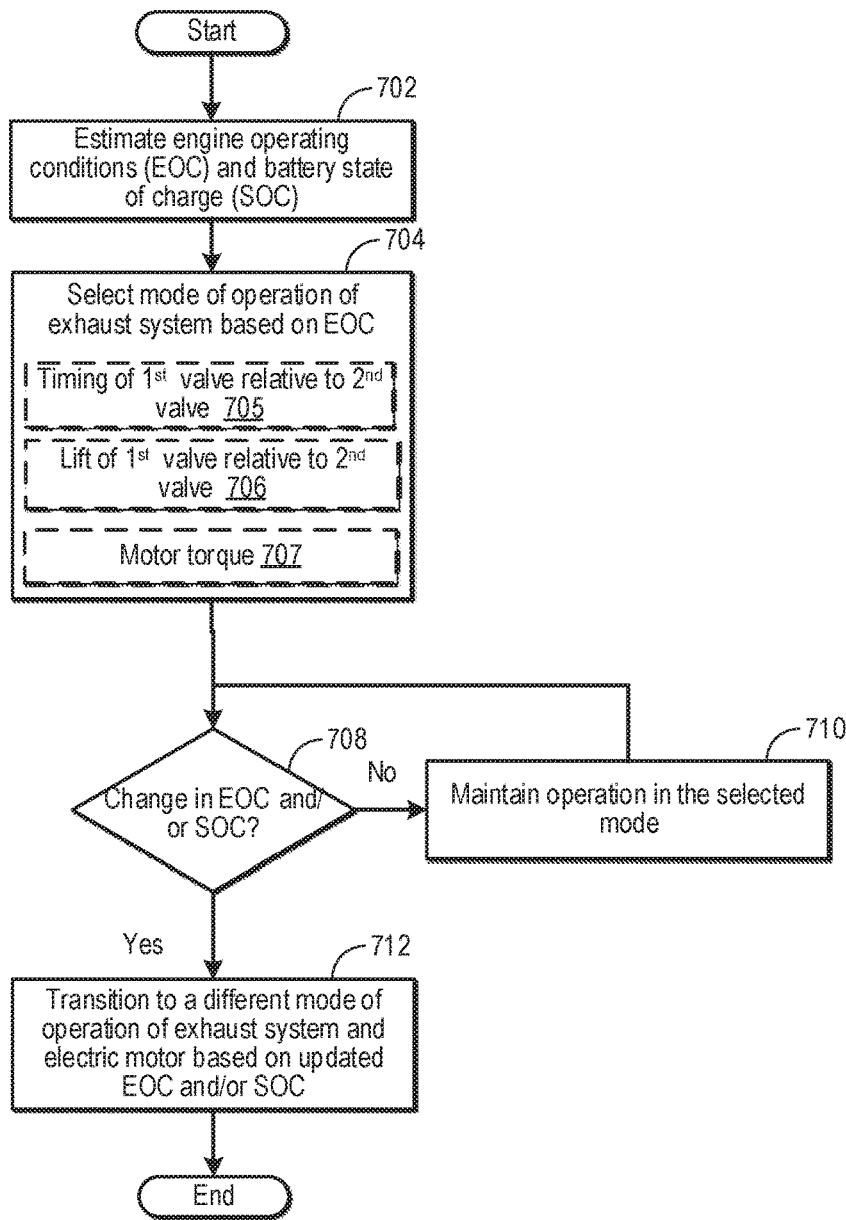 Start
702
Estimate engine operating
conditions (EOC) and battery state
of charge (SOC)
704
Select mode of operation of
exhaust system based on EOC
Timing of 1st valve relative to 2nd
valve 705
Lift of 1st valve relative to 2nd
valve 706
Motor torque 707
708
Change in EOC and/
or SOC?
No
710
Maintain operation in the selected
mode
Yes
712
Transition to a different mode of
operation of exhaust system and
electric motor based on updated
EOC and/or SOC
End